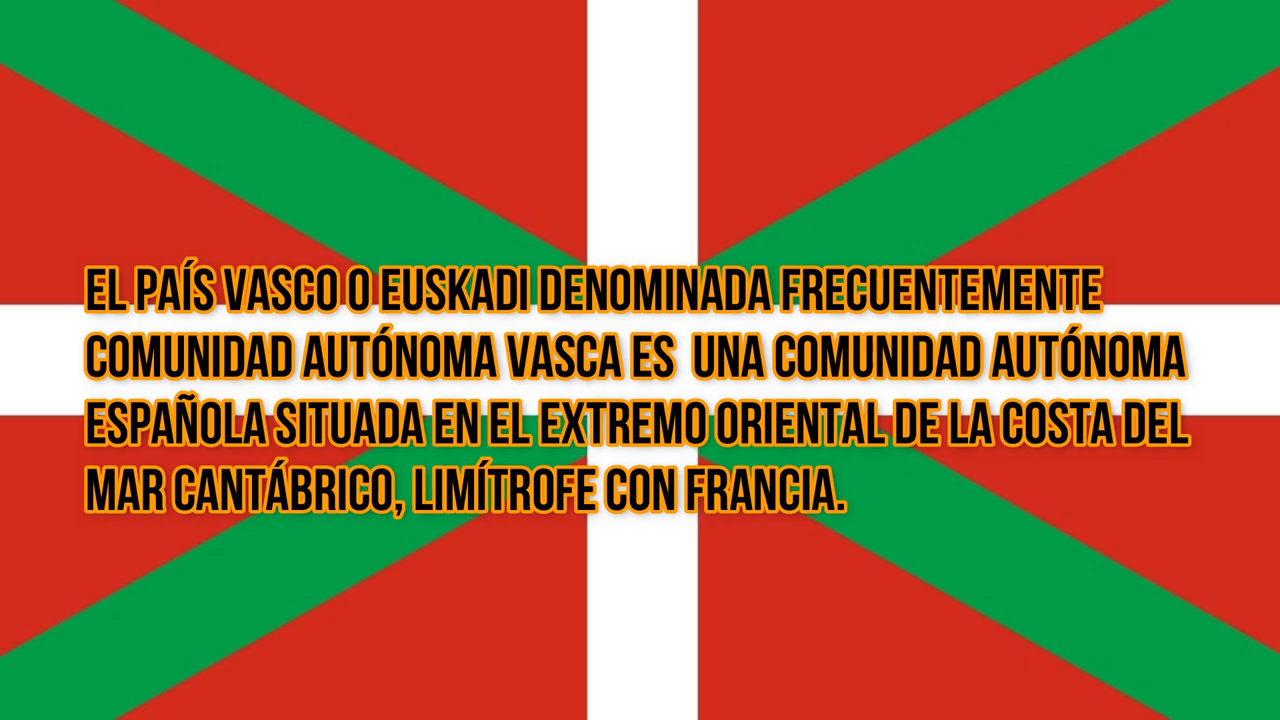 EL PAÍS VASCO O EUSKADI DENOMINADA FRECUENTEMENTE
COMUNIDAD AUTÓNOMA VASCA ES  UNA COMUNIDAD AUTÓNOMA
ESPAÑOLA SITUADA EN EL EXTREMO ORIENTAL DE LA COSTA DEL
MAR CANTÁBRICO, LIMÍTROFE CON FRANCIA.